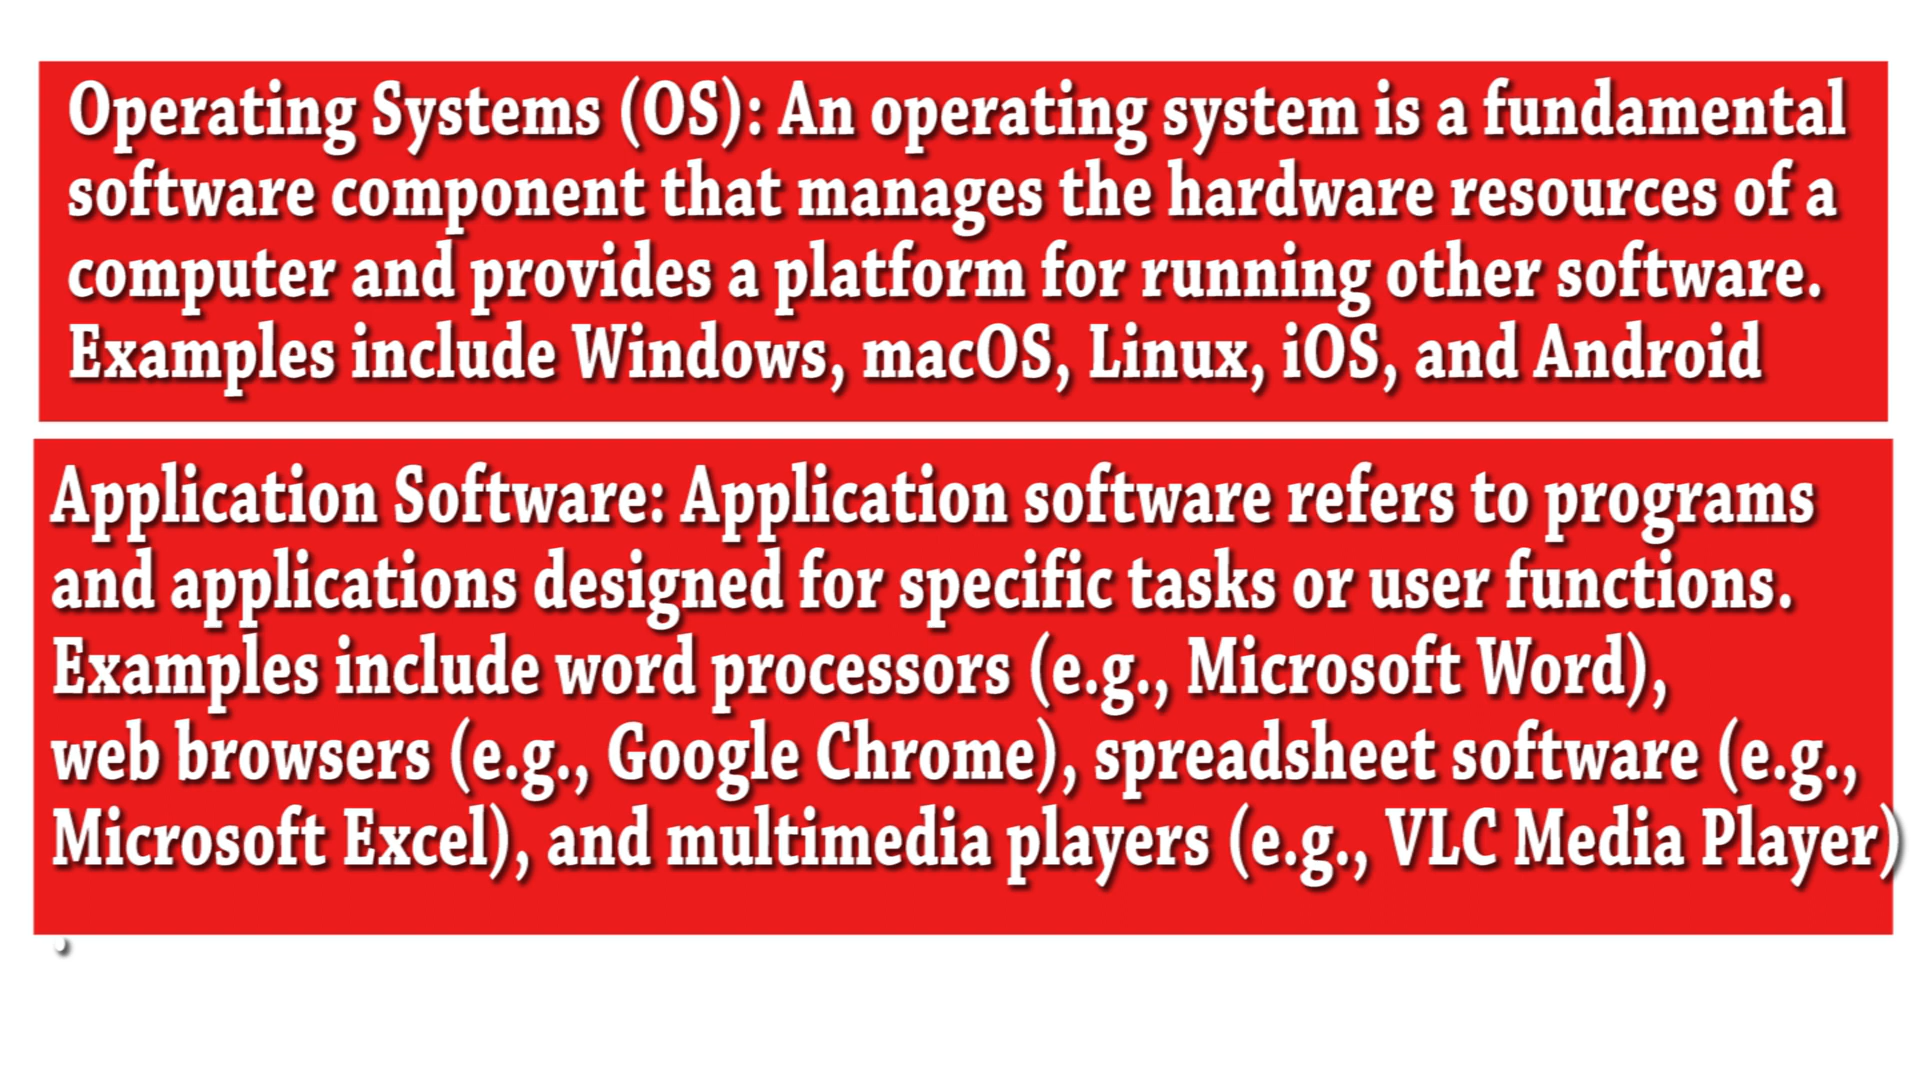 Operating Systems (OS): An operating system is a fundamental
software component that manages the hardware resources of a
computer and provides a platform for running other software.
Examples include Windows, macOS, Linux, iOS, and Android
Application Software: Application software refers to programs
and applications designed for specific tasks or user functions.
Examples include word processors (e.g., Microsoft Word),
web browsers (e.g., Google Chrome), spreadsheet software (e.g.,
Microsoft Excel), and multimedia players (e.g., VLC Media Player)
.